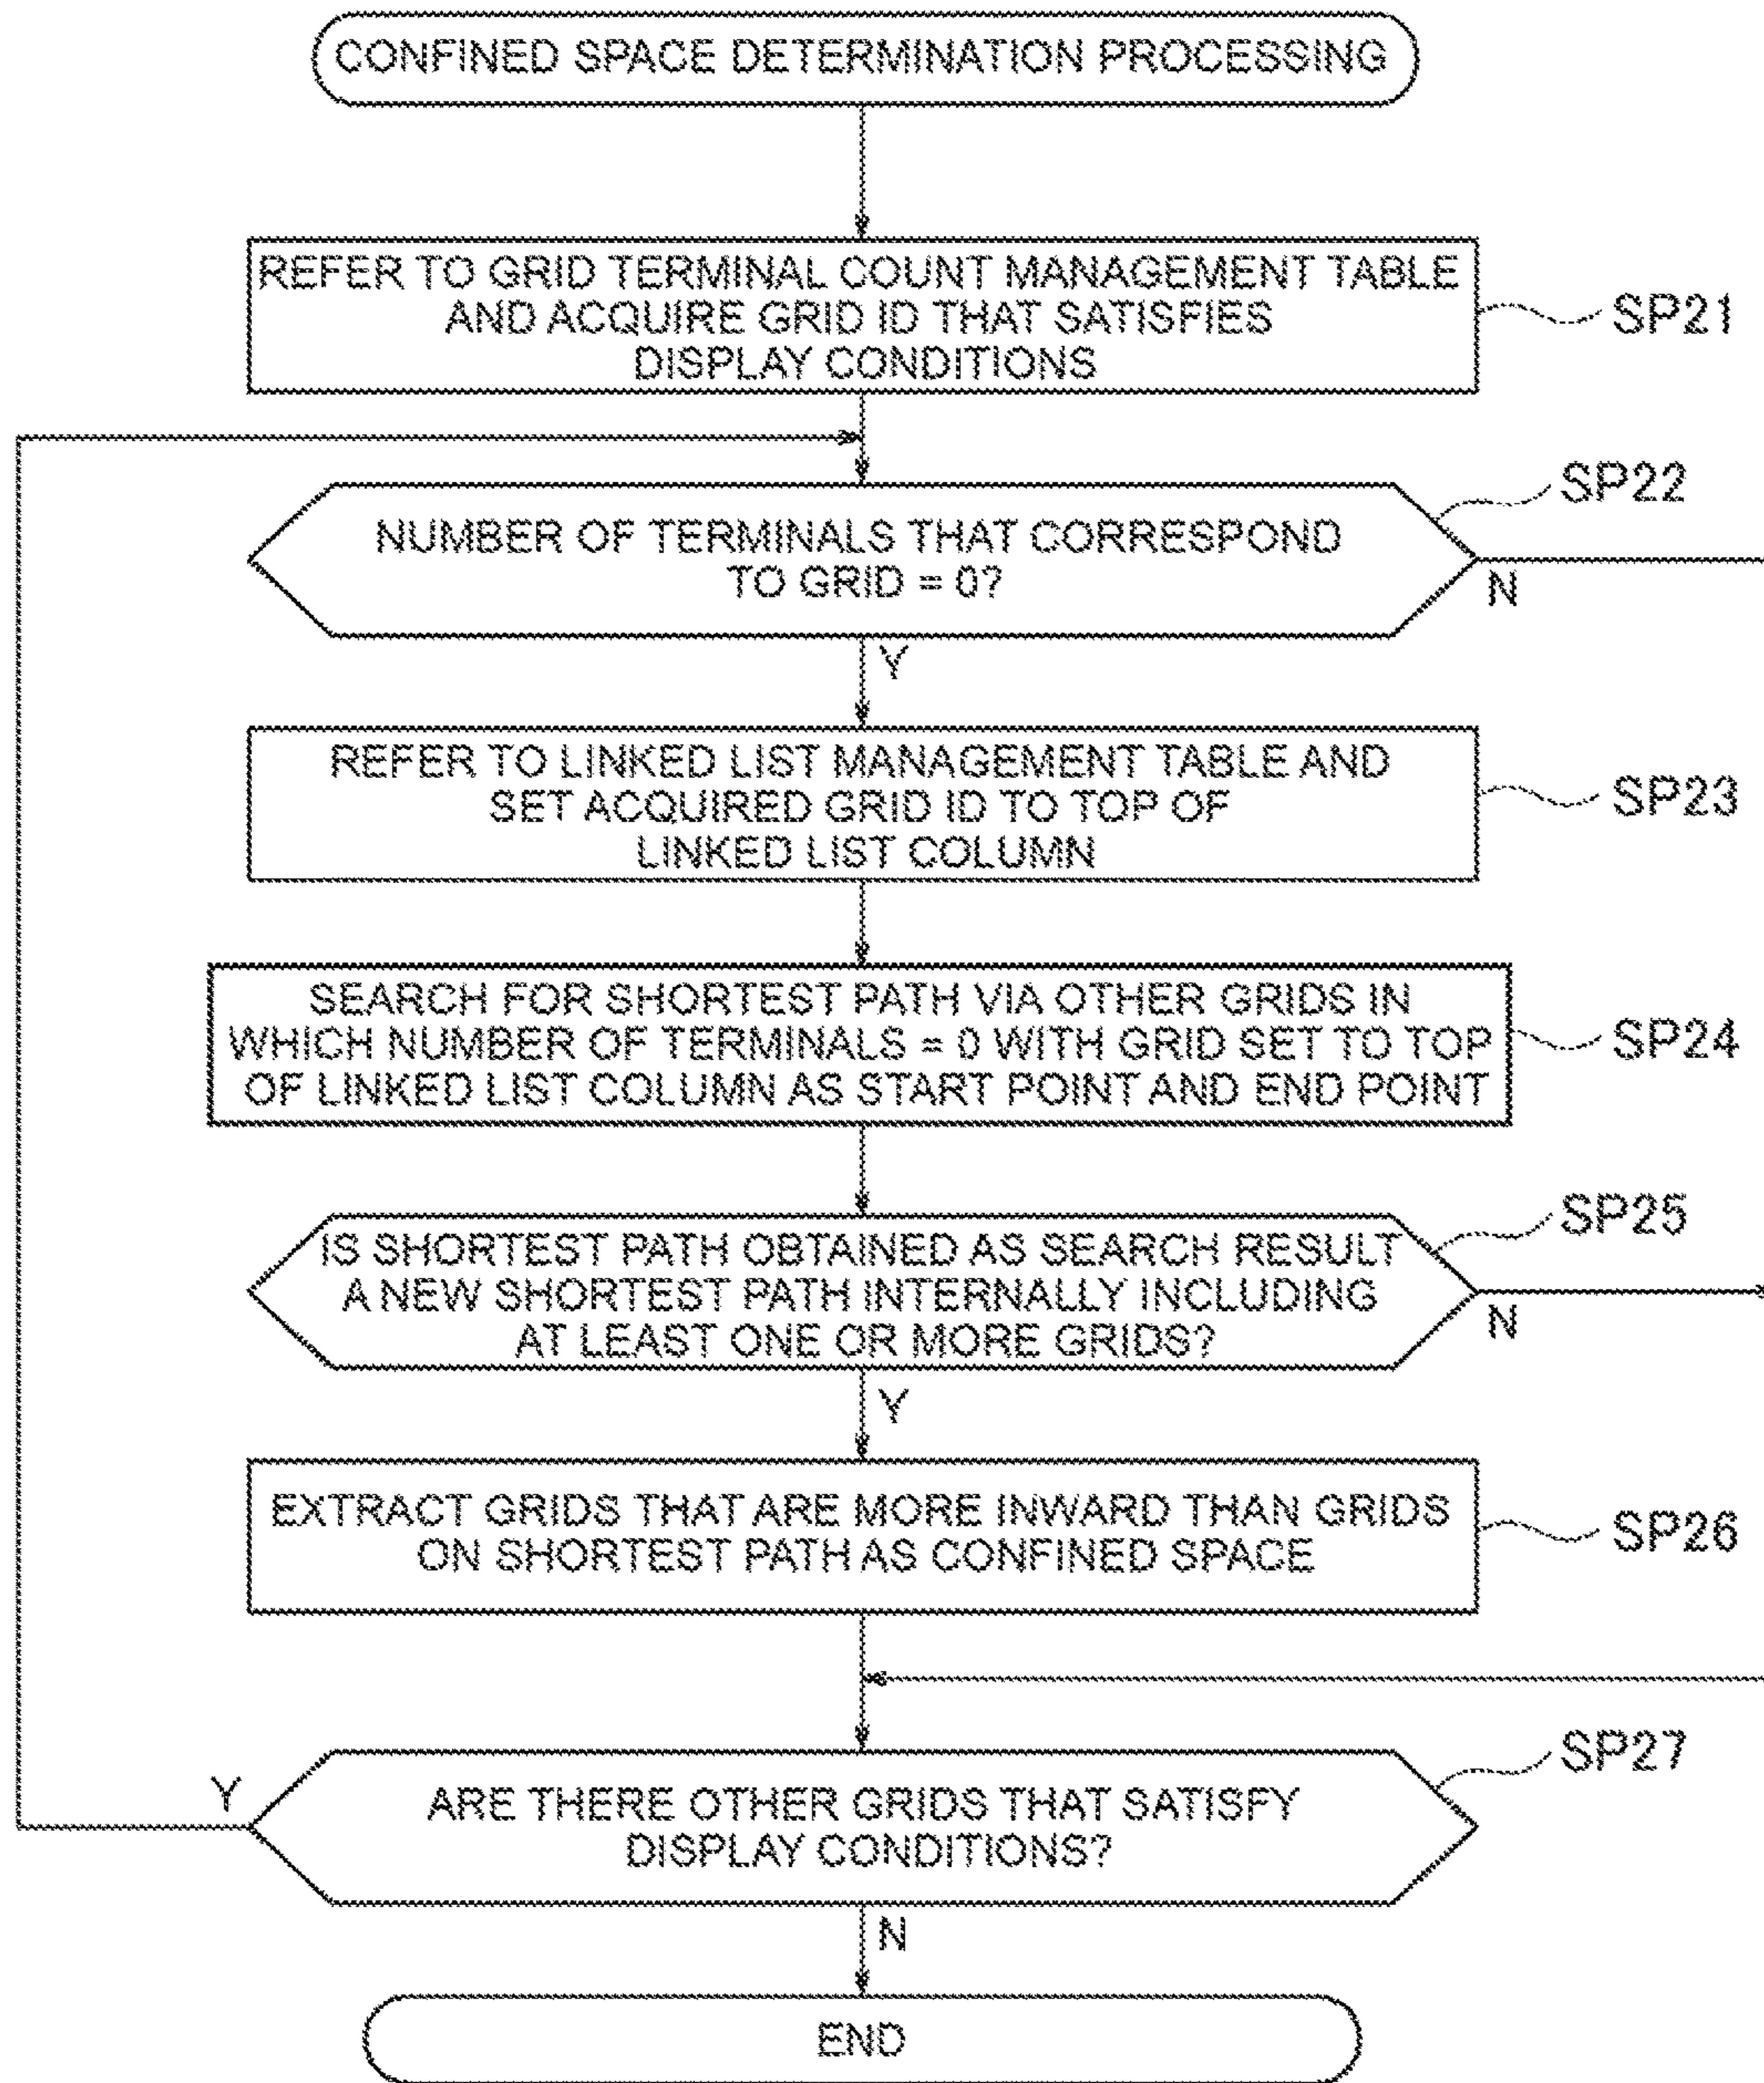 CONFINED SPACE DETERMINATION PROCESSING
REFER TO GRID TERMINAL COUNT MANAGEMENT TABLE
AND ACQUIRE GRID ID THAT SATISFIES
DISPLAY CONDITIONS
SP21
NUMBER OF TERMINALS THAT CORRESPOND
TO GRID = 0?
SP22
N
Y
REFER TO LINKED LIST MANAGEMENT TABLE AND
SET ACQUIRED GRID ID TO TOP OF
LINKED LIST COLUMN
SP23
SEARCH FOR SHORTEST PATH VIA OTHER GRIDS IN
WHICH NUMBER OF TERMINALS = 0 WITH GRID SET TO TOP
OF LINKED LIST COLUMN AS START POINT AND END POINT
SP24
IS SHORTEST PATH OBTAINED AS SEARCH RESULT
A NEW SHORTEST PATH INTERNALLY INCLUDING
AT LEAST ONE OR MORE GRIDS?
SP25
N
Y
EXTRACT GRIDS THAT ARE MORE INWARD THAN GRIDS
ON SHORTEST PATH AS CONFINED SPACE
SP26
ARE THERE OTHER GRIDS THAT SATISFY
DISPLAY CONDITIONS?
SP27
Y
N
END